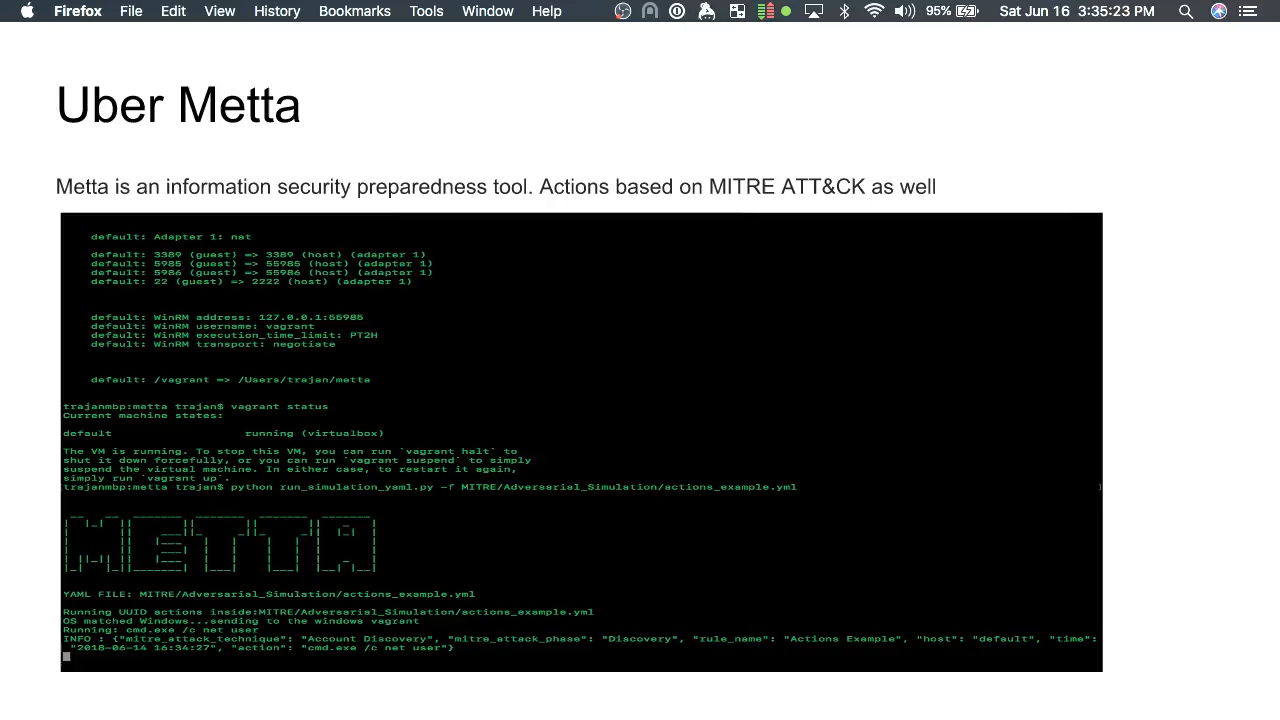 Firefox File Edit View History Bookmarks Tools Window Help 95% Sat Jun 16 3:35:23 PM
Uber Metta
Metta is an information security preparedness tool. Actions based on MITRE ATT&CK as well
default: Adapter 1: nat
default: 3389 (guest) => 3389 (host) (adapter 1)
default: 5985 (guest) => 55985 (host) (adapter 1)
default: 5986 (guest) => 55986 (host) (adapter 1)
default: 22 (guest) => 2222 (host) (adapter 1)
default: WinRM address: 127.0.0.1:55985
default: WinRM username: vagrant
default: WinRM execution_time_limit: PT2H
default: WinRM transport: negotiate
default: /vagrant => /Users/trajan/metta
trajanmbp:metta trajan$ vagrant status
Current machine states:
default running (virtualbox)
The VM is running. To stop this VM, you can run `vagrant halt` to
shut it down forcefully, or you can run `vagrant suspend` to simply
suspend the virtual machine. In either case, to restart it again,
simply run `vagrant up`.
trajanmbp:metta trajan$ python run_simulation_yaml.py -f MITRE/Adversarial_Simulation/actions_example.yml
METTA
YAML FILE: MITRE/Adversarial_Simulation/actions_example.yml
Running UUID actions inside:MITRE/Adversarial_Simulation/actions_example.yml
OS matched Windows...sending to the windows vagrant
Running: cmd.exe /c net user
INFO : {"mitre_attack_technique": "Account Discovery", "mitre_attack_phase": "Discovery", "rule_name": "Actions Example", "host": "default", "time":
"2018-06-14 16:34:27", "action": "cmd.exe /c net user"}